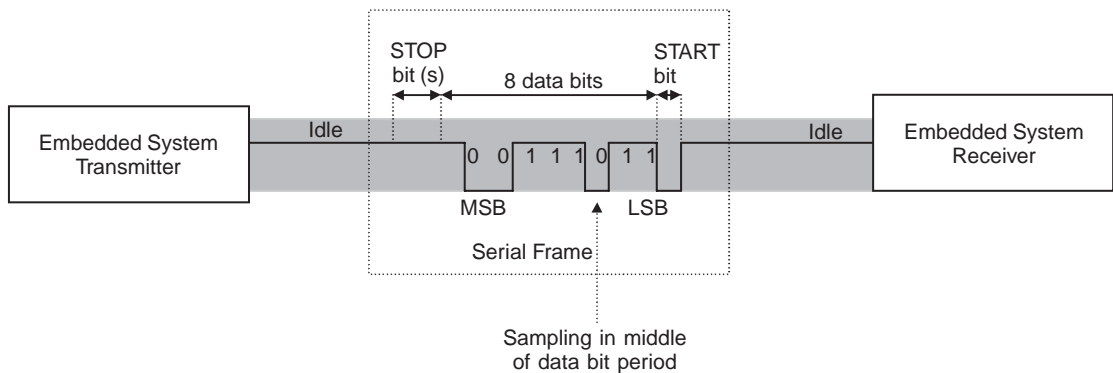 STOP
bit (s)
START
bit
8 data bits
Embedded System
Transmitter
Idle
Idle
Embedded System
Receiver
0 0 1 1 1 0 1 1
MSB
LSB
Serial Frame
Sampling in middle
of data bit period